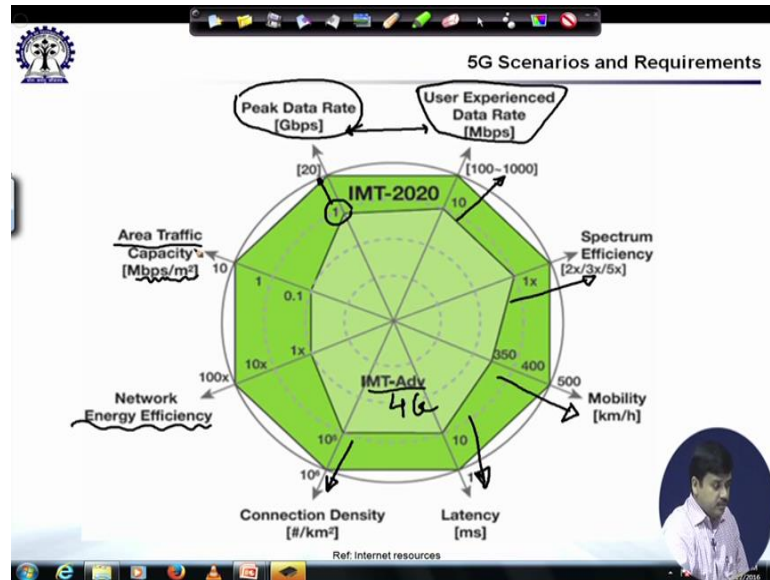 5G Scenarios and Requirements
Peak Data Rate
[Gbps]
User Experienced
Data Rate
[Mbps]
[20]
[100~1000]
IMT-2020
1
10
Area Traffic
Capacity
[Mbps/m²]
Spectrum
Efficiency
[2x/3x/5x]
10
1
0.1
1x
1x
10x
100x
350
400
500
Network
Energy Efficiency
Mobility
[km/h]
IMT-Adv
4G
10
1
Connection Density
[#/km²]
Latency
[ms]
Ref: Internet resources